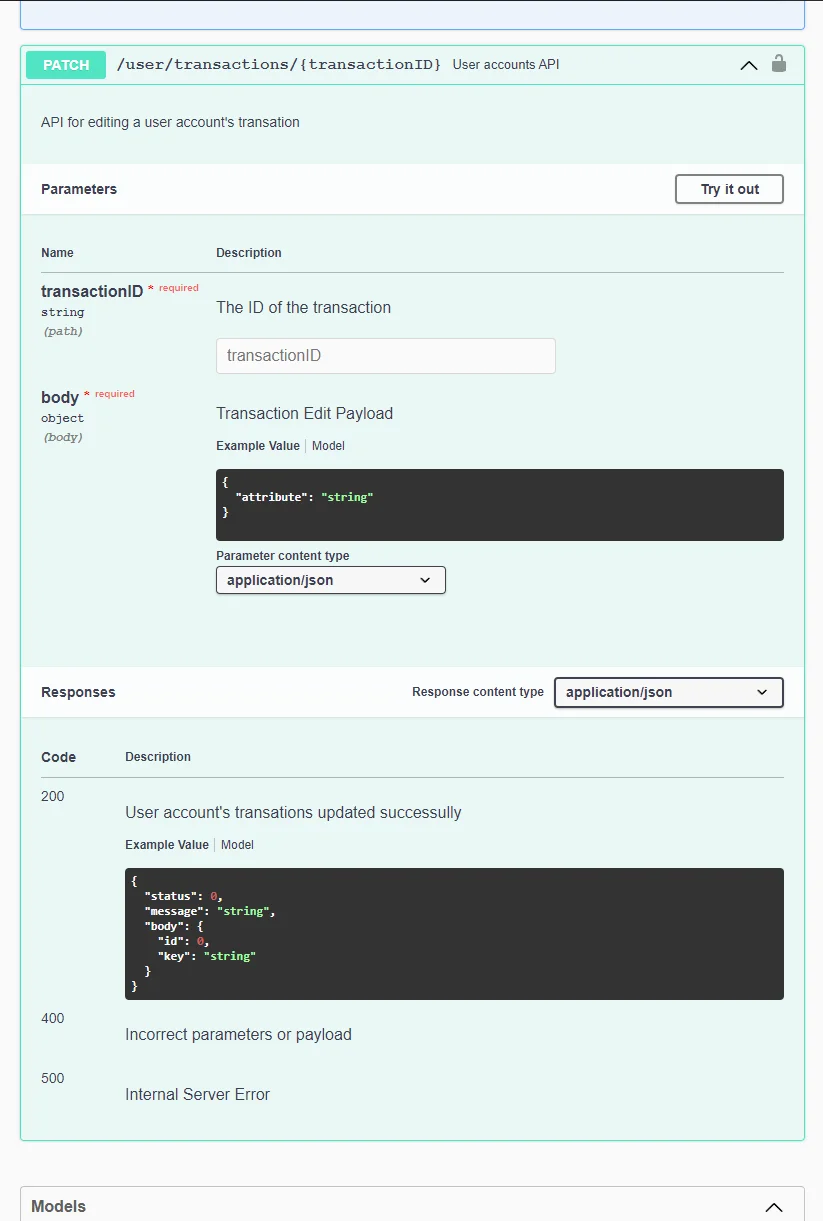 PATCH /user/transactions/{transactionID} User accounts API
API for editing a user account's transation
Parameters Try it out
Name Description
transactionID * required
string
(path)
The ID of the transaction
transactionID
body * required
object
(body)
Transaction Edit Payload
Example Value Model
{
  "attribute": "string"
}
Parameter content type
application/json
Responses Response content type application/json
Code Description
200
User account's transations updated successully
Example Value Model
{
  "status": 0,
  "message": "string",
  "body": {
    "id": 0,
    "key": "string"
  }
}
400
Incorrect parameters or payload
500
Internal Server Error
Models